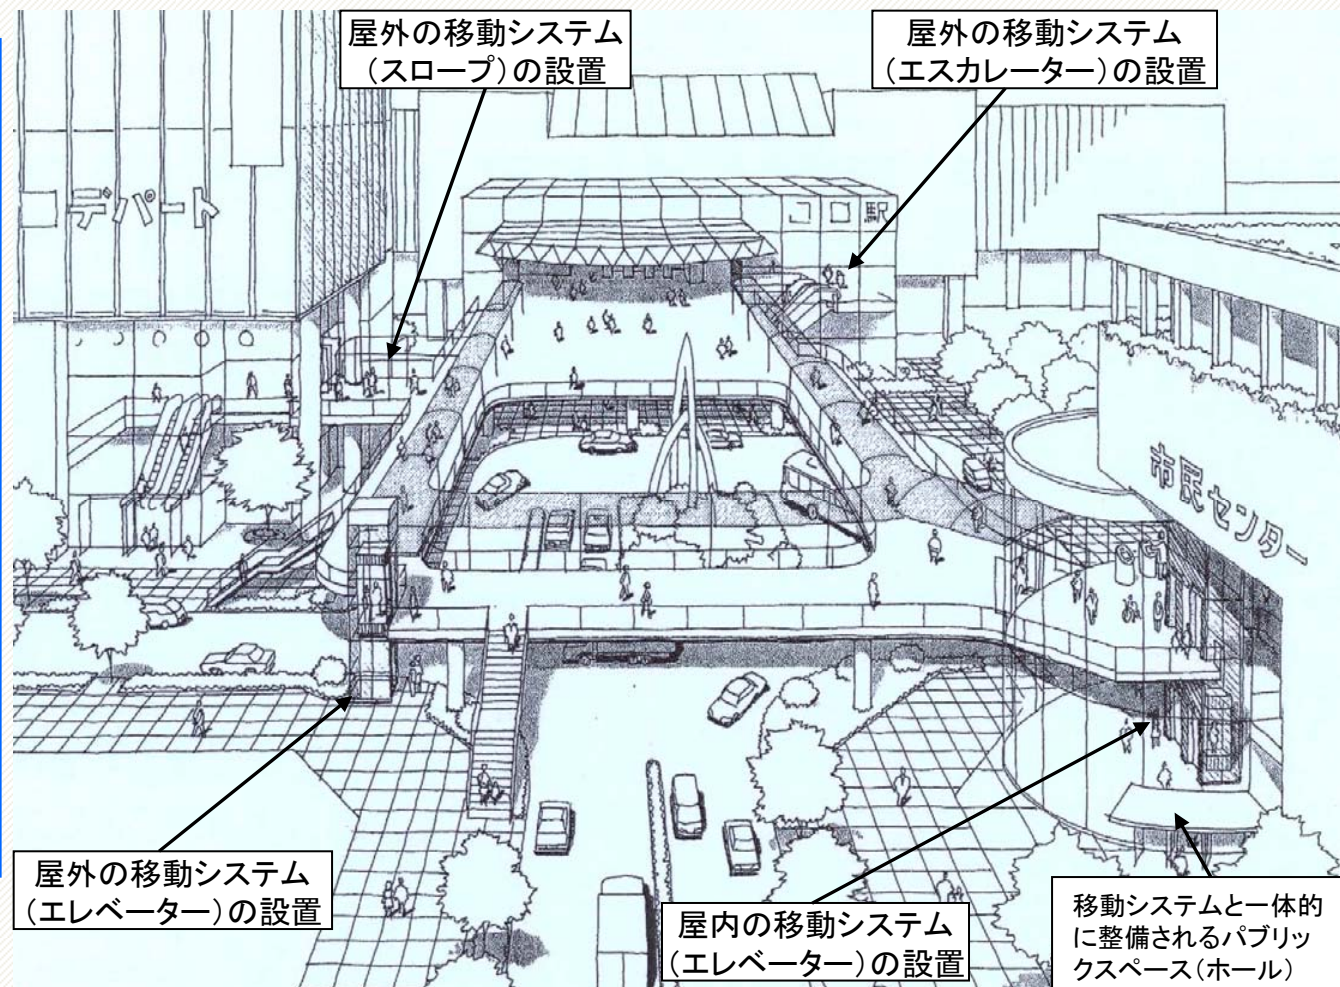 屋外の移動システム
（スロープ）の設置
屋外の移動システム
（エスカレーター）の設置
デパート
駅
市民センター
屋外の移動システム
（エレベーター）の設置
屋内の移動システム
（エレベーター）の設置
移動システムと一体的
に整備されるパブリッ
クスペース（ホール）